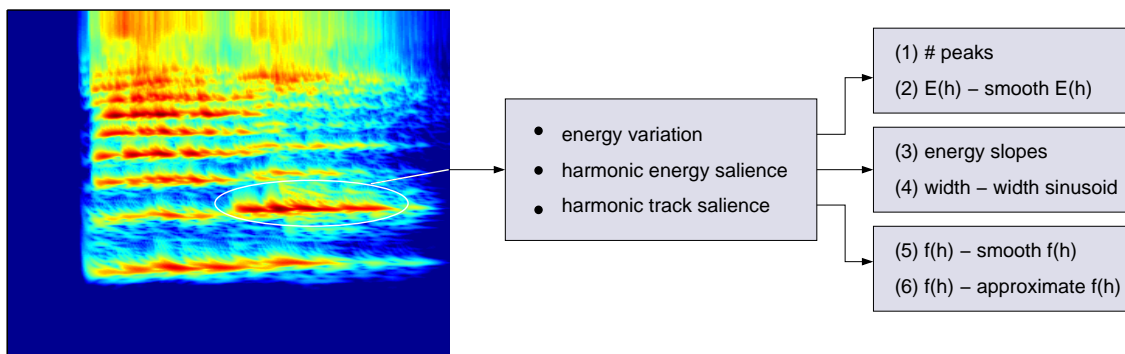 ● energy variation
● harmonic energy salience
● harmonic track salience
(1) # peaks
(2) E(h) − smooth E(h)
(3) energy slopes
(4) width − width sinusoid
(5) f(h) − smooth f(h)
(6) f(h) − approximate f(h)